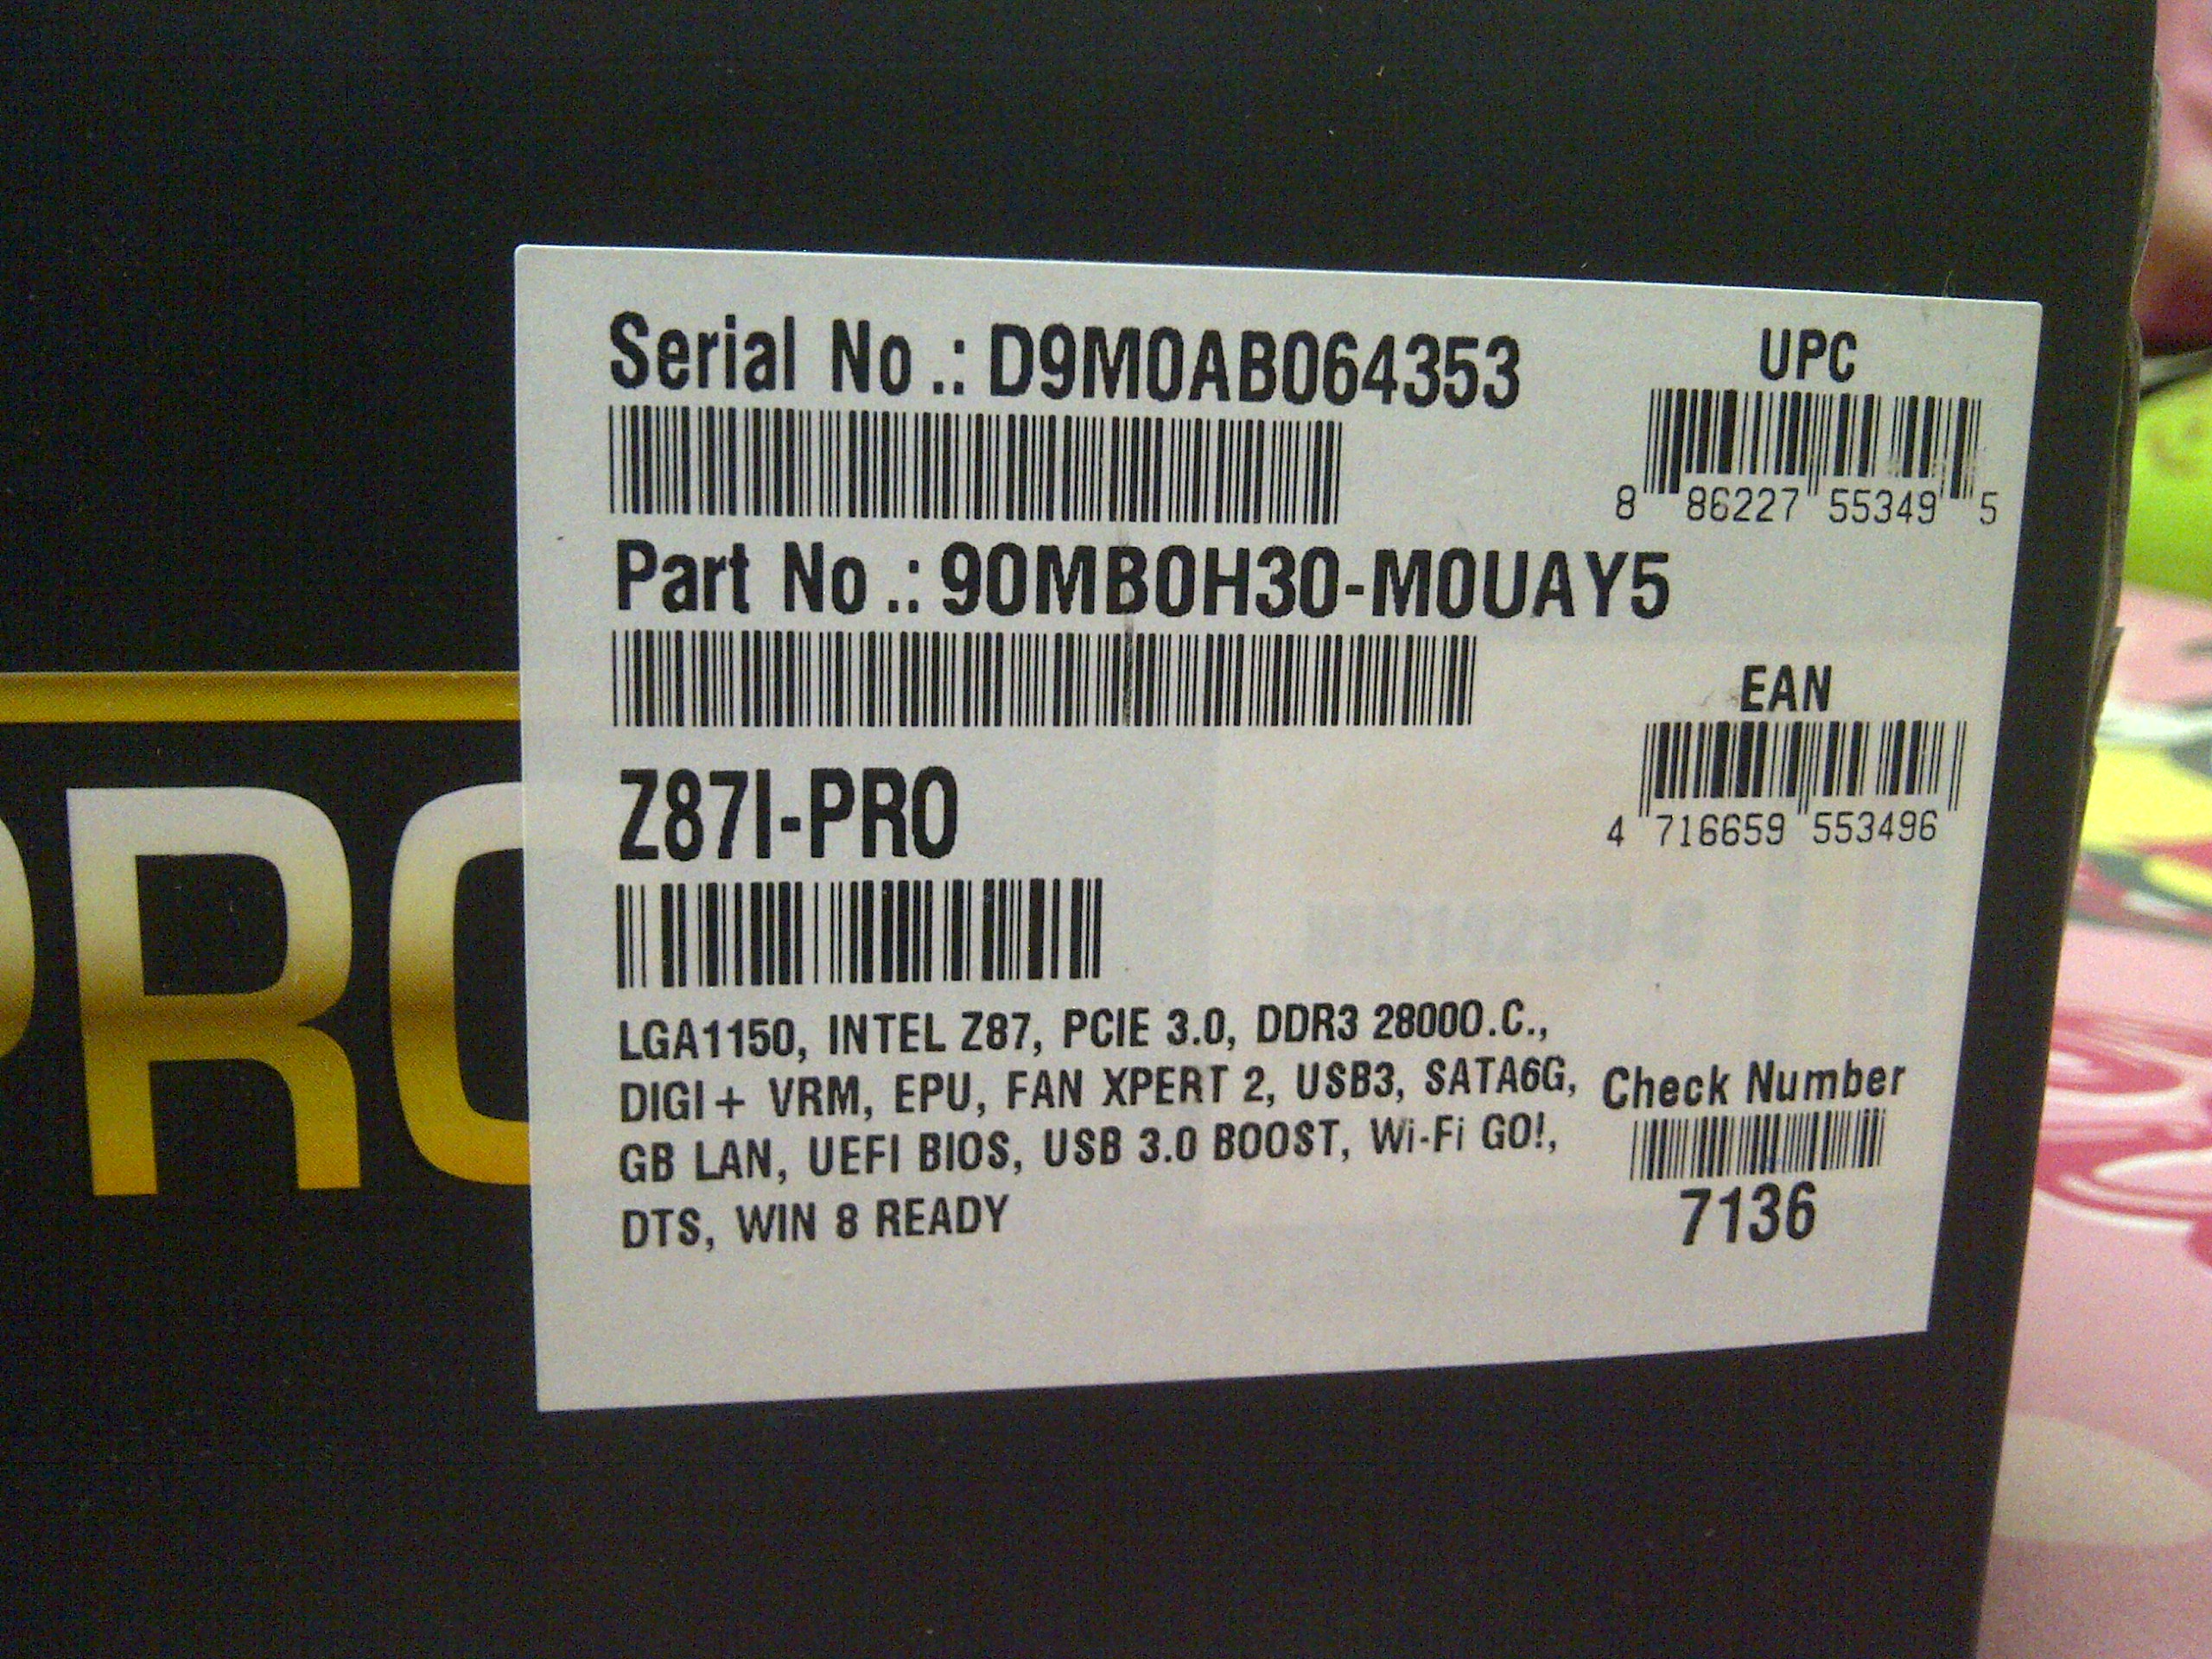 PRO
Serial No.: D9M0AB064353
UPC
8 86227 55349 5
Part No.: 90MB0H30-M0UAY5
EAN
4 716659 553496
Z87I-PRO
LGA1150, INTEL Z87, PCIE 3.0, DDR3 2800O.C.,
DIGI+ VRM, EPU, FAN XPERT 2, USB3, SATA6G,
GB LAN, UEFI BIOS, USB 3.0 BOOST, Wi-Fi GO!,
DTS, WIN 8 READY
Check Number
7136